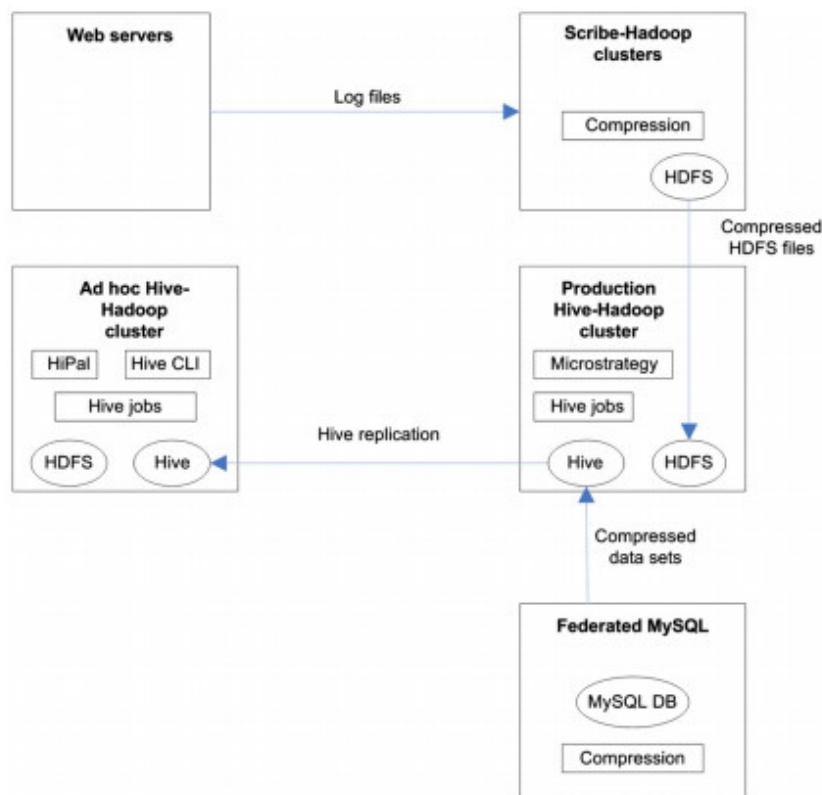 Web servers
Scribe-Hadoop
clusters
Log files
Compression
HDFS
Compressed
HDFS files
Ad hoc Hive-
Hadoop
cluster
HiPal
Hive CLI
Hive jobs
HDFS
Hive
Production
Hive-Hadoop
cluster
Microstrategy
Hive jobs
Hive replication
Hive
HDFS
Compressed
data sets
Federated MySQL
MySQL DB
Compression